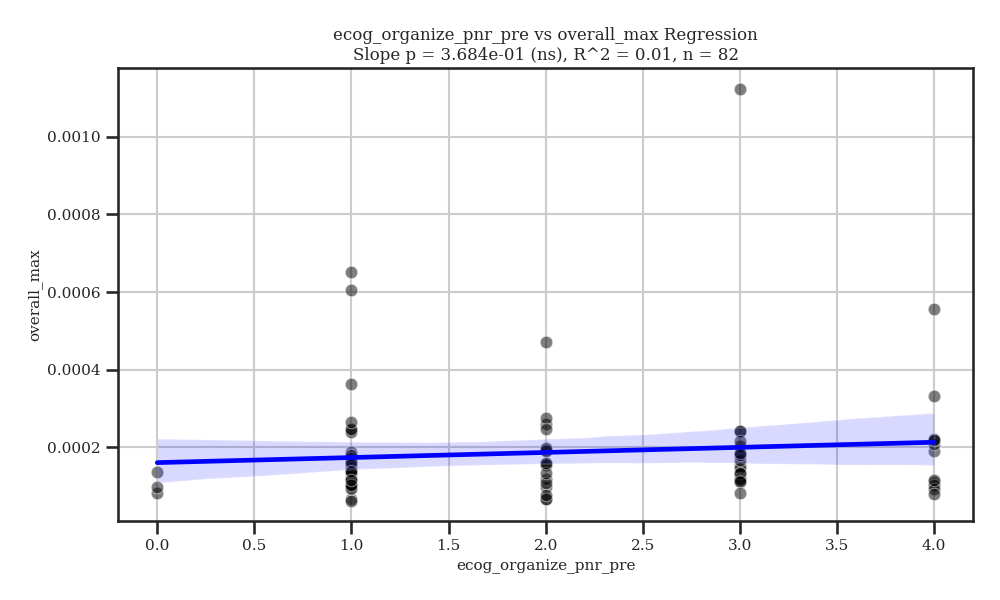 ecog_organize_pnr_pre vs overall_max Regression
Slope p = 3.684e-01 (ns), R^2 = 0.01, n = 82
overall_max
0.0010
0.0008
0.0006
0.0004
0.0002
0.0 0.5 1.0 1.5 2.0 2.5 3.0 3.5 4.0
ecog_organize_pnr_pre